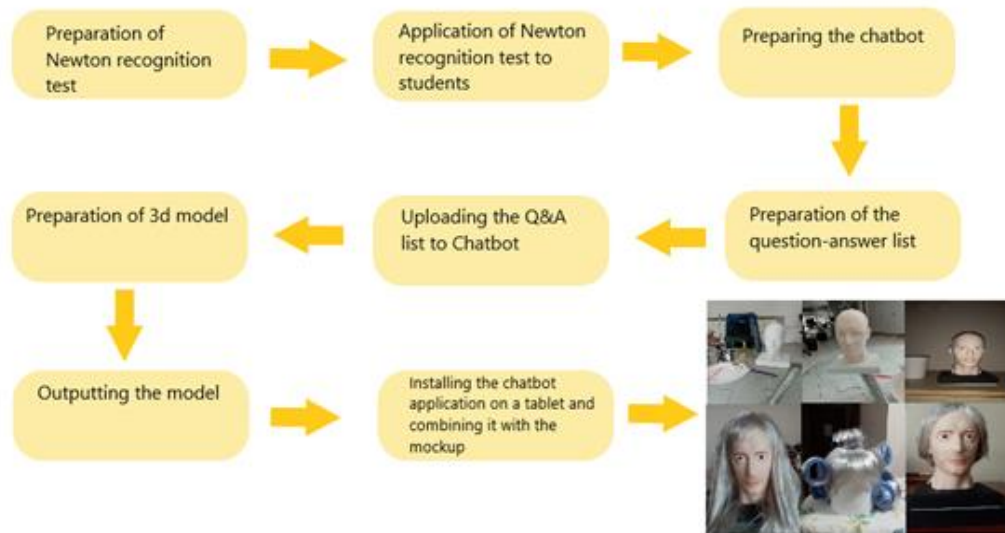 Preparation of
Newton recognition
test
Application of Newton
recognition test to
students
Preparing the chatbot
Preparation of the
question-answer list
Uploading the Q&A
list to Chatbot
Preparation of 3d model
Outputting the model
Installing the chatbot
application on a tablet and
combining it with the
mockup